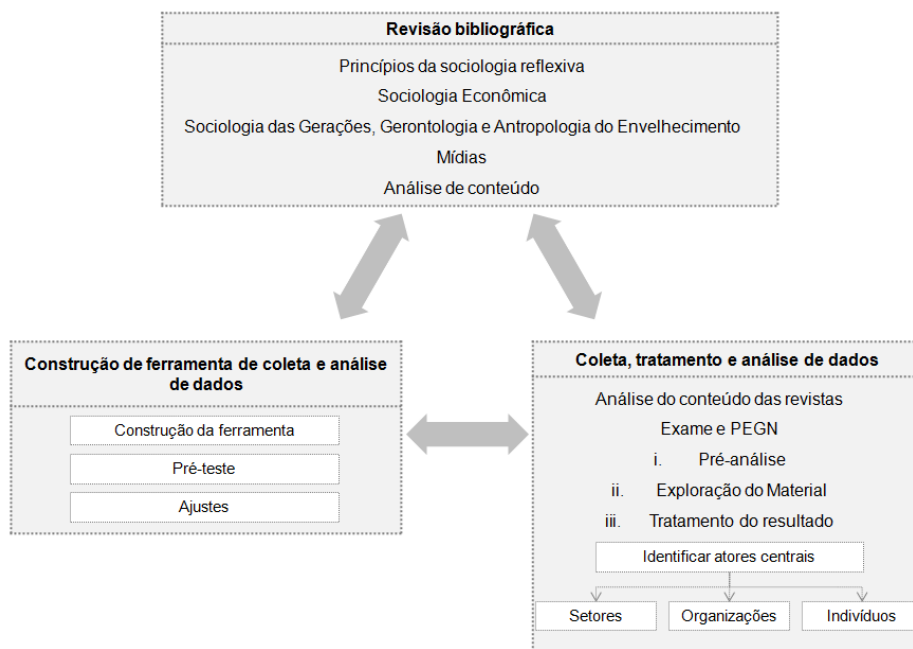 Revisão bibliográfica
Princípios da sociologia reflexiva
Sociologia Econômica
Sociologia das Gerações, Gerontologia e Antropologia do Envelhecimento
Mídias
Análise de conteúdo
Construção de ferramenta de coleta e análise
de dados
Construção da ferramenta
Pré-teste
Ajustes
Coleta, tratamento e análise de dados
Análise do conteúdo das revistas
Exame e PEGN
i. Pré-análise
ii. Exploração do Material
iii. Tratamento do resultado
Identificar atores centrais
Setores
Organizações
Indivíduos